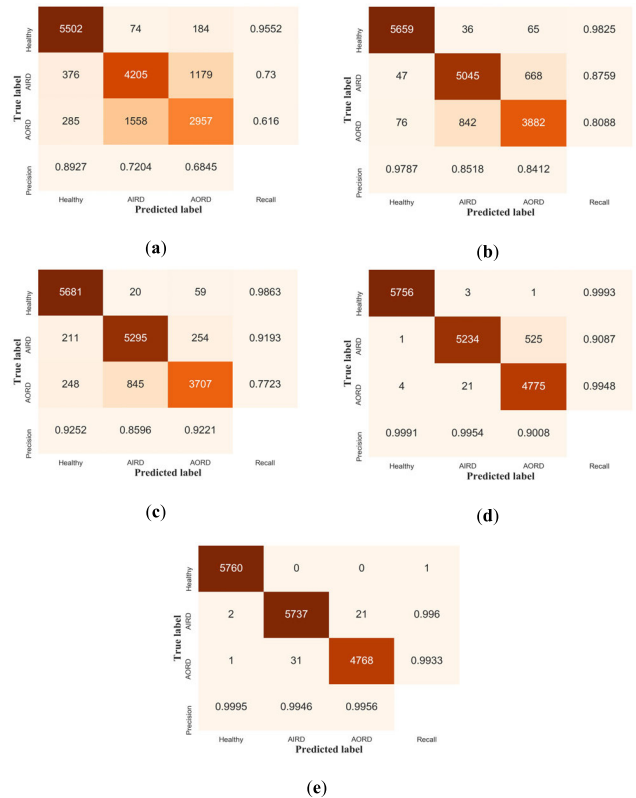 Healthy 5502 74 184 0.9552
AIRD 376 4205 1179 0.73
AORD 285 1558 2957 0.616
Precision 0.8927 0.7204 0.6845
True label
Healthy AIRD AORD Recall
Predicted label
(a)
Healthy 5659 36 65 0.9825
AIRD 47 5045 668 0.8759
AORD 76 842 3882 0.8088
Precision 0.9787 0.8518 0.8412
True label
Healthy AIRD AORD Recall
Predicted label
(b)
Healthy 5681 20 59 0.9863
AIRD 211 5295 254 0.9193
AORD 248 845 3707 0.7723
Precision 0.9252 0.8596 0.9221
True label
Healthy AIRD AORD Recall
Predicted label
(c)
Healthy 5756 3 1 0.9993
AIRD 1 5234 525 0.9087
AORD 4 21 4775 0.9948
Precision 0.9991 0.9954 0.9008
True label
Healthy AIRD AORD Recall
Predicted label
(d)
Healthy 5760 0 0 1
AIRD 2 5737 21 0.996
AORD 1 31 4768 0.9933
Precision 0.9995 0.9946 0.9956
True label
Healthy AIRD AORD Recall
Predicted label
(e)